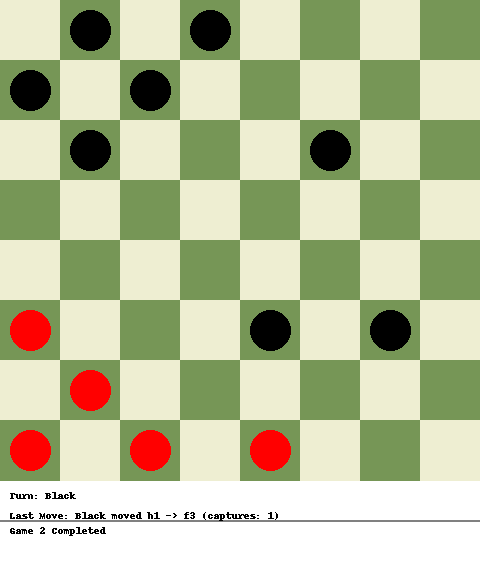 Turn: Black
Last Move: Black moved h1 -> f3 (captures: 1)
Game 2 Completed